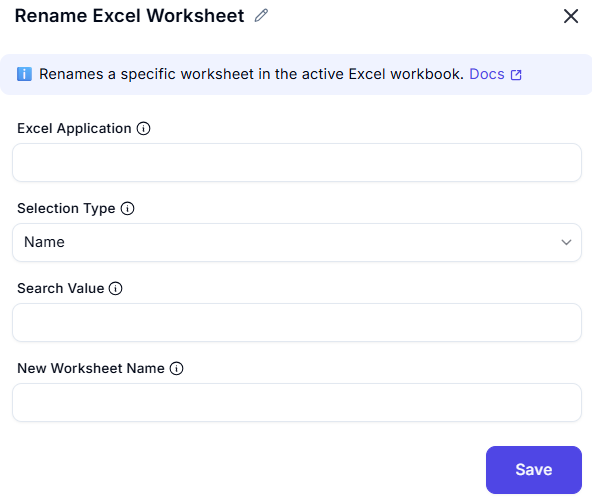 Rename Excel Worksheet
Renames a specific worksheet in the active Excel workbook. Docs
Excel Application
Selection Type
Name
Search Value
New Worksheet Name
Save